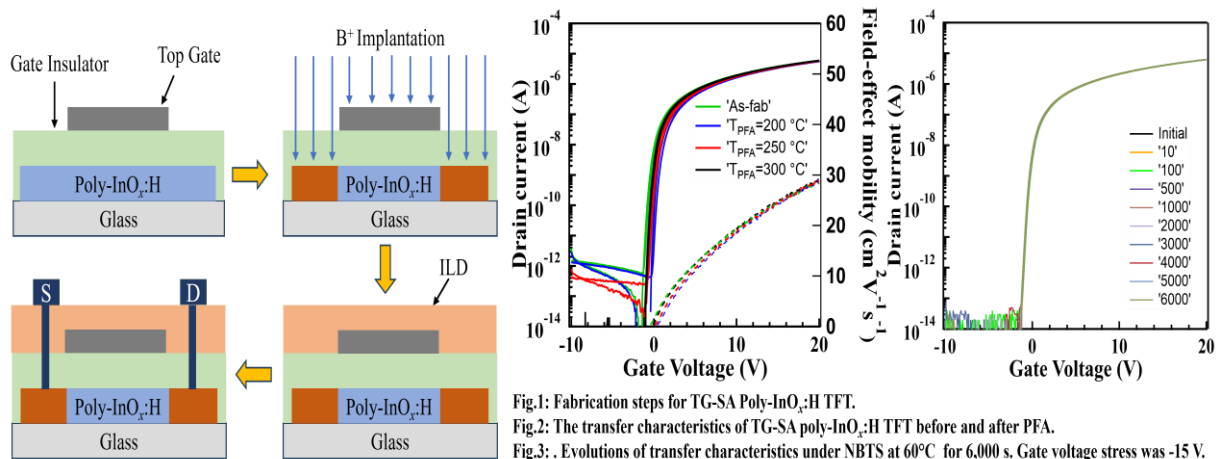 Gate Insulator
Top Gate
Poly-InOₓ:H
Glass
B⁺ Implantation
Poly-InOₓ:H
Glass
S
D
Poly-InOₓ:H
Glass
ILD
Poly-InOₓ:H
Glass
Drain current (A)
10⁻⁴
10⁻⁶
10⁻⁸
10⁻¹⁰
10⁻¹²
10⁻¹⁴
'As-fab'
'T_PFA=200 °C'
'T_PFA=250 °C'
'T_PFA=300 °C'
60
50
40
30
20
10
0
Field-effect mobility (cm² V⁻¹ s⁻¹)
-10 0 10 20
Gate Voltage (V)
Drain current (A)
10⁻⁴
10⁻⁶
10⁻⁸
10⁻¹⁰
10⁻¹²
10⁻¹⁴
Initial
'10'
'100'
'500'
'1000'
'2000'
'3000'
'4000'
'5000'
'6000'
-10 0 10 20
Gate Voltage (V)
Fig.1: Fabrication steps for TG-SA Poly-InOₓ:H TFT.
Fig.2: The transfer characteristics of TG-SA poly-InOₓ:H TFT before and after PFA.
Fig.3: . Evolutions of transfer characteristics under NBTS at 60°C for 6,000 s. Gate voltage stress was -15 V.